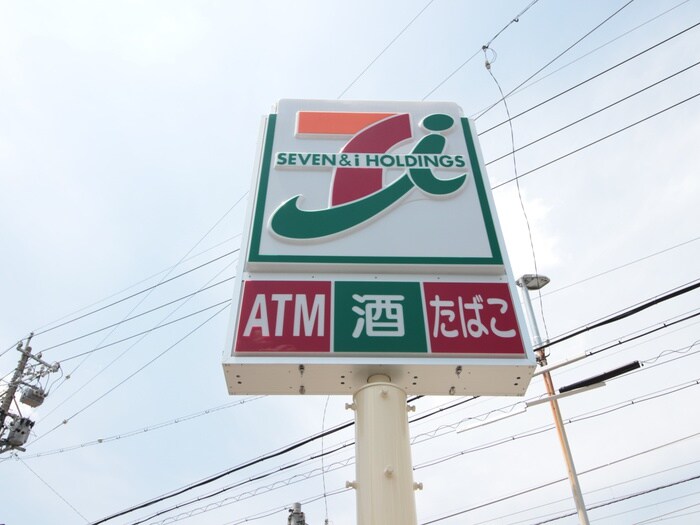 SEVEN&i HOLDINGS
ATM 酒 たばこ